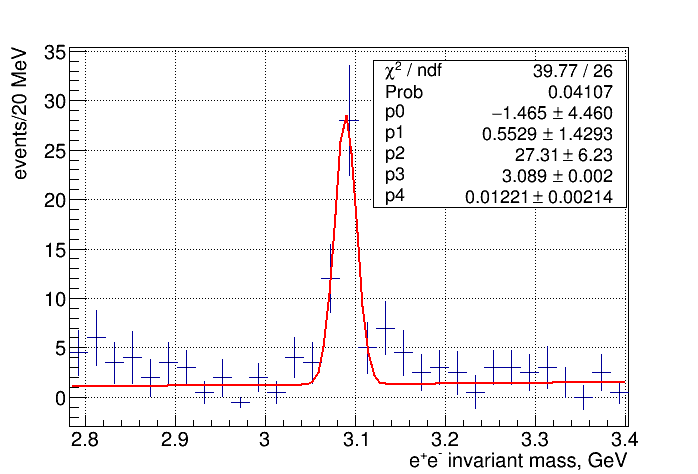 events/20 MeV
35
30
25
20
15
10
5
0
χ² / ndf 39.77 / 26
Prob 0.04107
p0 −1.465 ± 4.460
p1 0.5529 ± 1.4293
p2 27.31 ± 6.23
p3 3.089 ± 0.002
p4 0.01221 ± 0.00214
2.8 2.9 3 3.1 3.2 3.3 3.4
e⁺e⁻ invariant mass, GeV